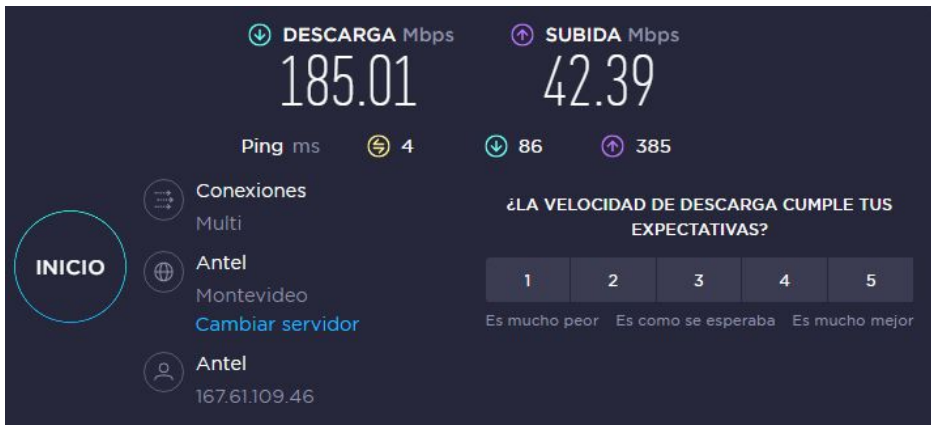 DESCARGA Mbps
185.01
SUBIDA Mbps
42.39
Ping ms 4 86 385
INICIO
Conexiones
Multi
Antel
Montevideo
Cambiar servidor
Antel
167.61.109.46
¿LA VELOCIDAD DE DESCARGA CUMPLE TUS
EXPECTATIVAS?
1 2 3 4 5
Es mucho peor Es como se esperaba Es mucho mejor